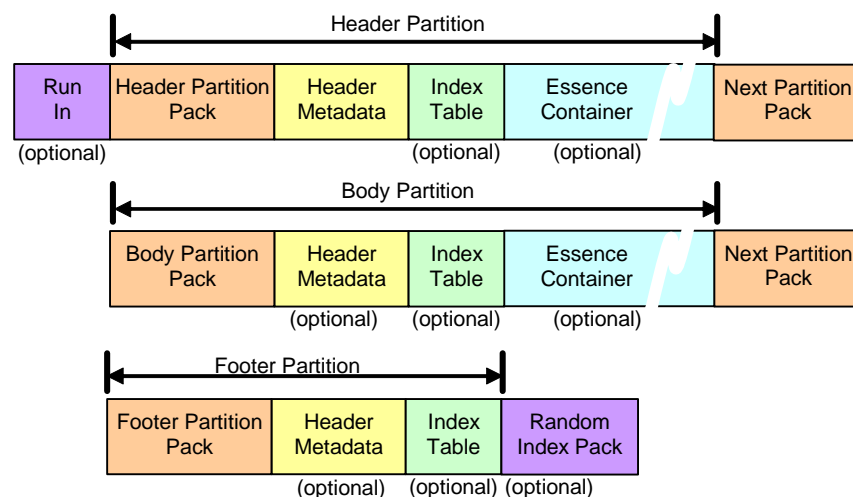 Header Partition
Run In
Header Partition Pack
Header Metadata
Index Table
Essence Container
Next Partition Pack
(optional)
(optional)
(optional)
Body Partition
Body Partition Pack
Header Metadata
Index Table
Essence Container
Next Partition Pack
(optional)
(optional)
(optional)
Footer Partition
Footer Partition Pack
Header Metadata
Index Table
Random Index Pack
(optional)
(optional)
(optional)